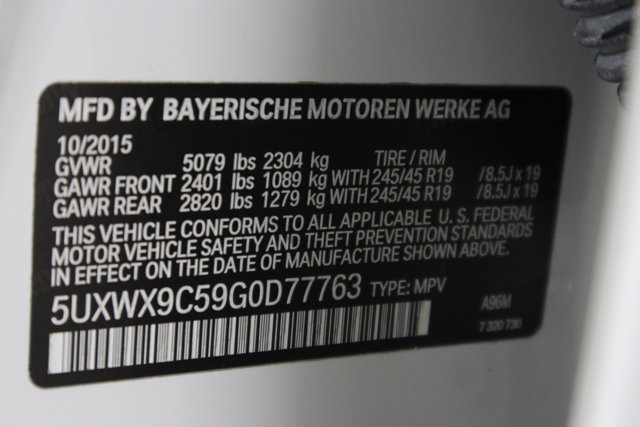 MFD BY BAYERISCHE MOTOREN WERKE AG
10/2015
GVWR 5079 lbs 2304 kg TIRE / RIM
GAWR FRONT 2401 lbs 1089 kg WITH 245/45 R19 /8.5J x 19
GAWR REAR 2820 lbs 1279 kg WITH 245/45 R19 /8.5J x 19
THIS VEHICLE CONFORMS TO ALL APPLICABLE U.S. FEDERAL
MOTOR VEHICLE SAFETY AND THEFT PREVENTION STANDARDS
IN EFFECT ON THE DATE OF MANUFACTURE SHOWN ABOVE.
5UXWX9C59G0D77763 TYPE: MPV
A96M
7 320 730